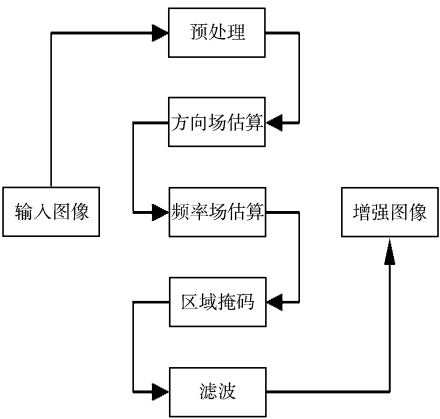 预处理
方向场估算
输入图像
频率场估算
增强图像
区域掩码
滤波